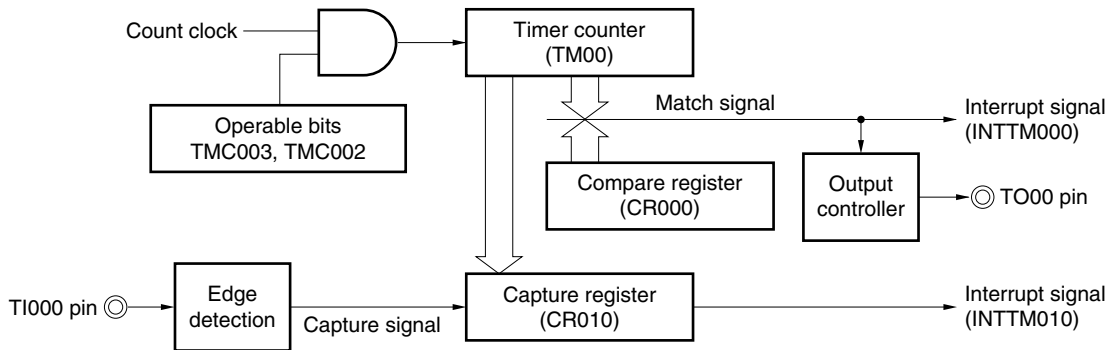 Count clock
Timer counter
(TM00)
Operable bits
TMC003, TMC002
Match signal
Interrupt signal
(INTTM000)
Compare register
(CR000)
Output
controller
TO00 pin
TI000 pin
Edge
detection
Capture signal
Capture register
(CR010)
Interrupt signal
(INTTM010)